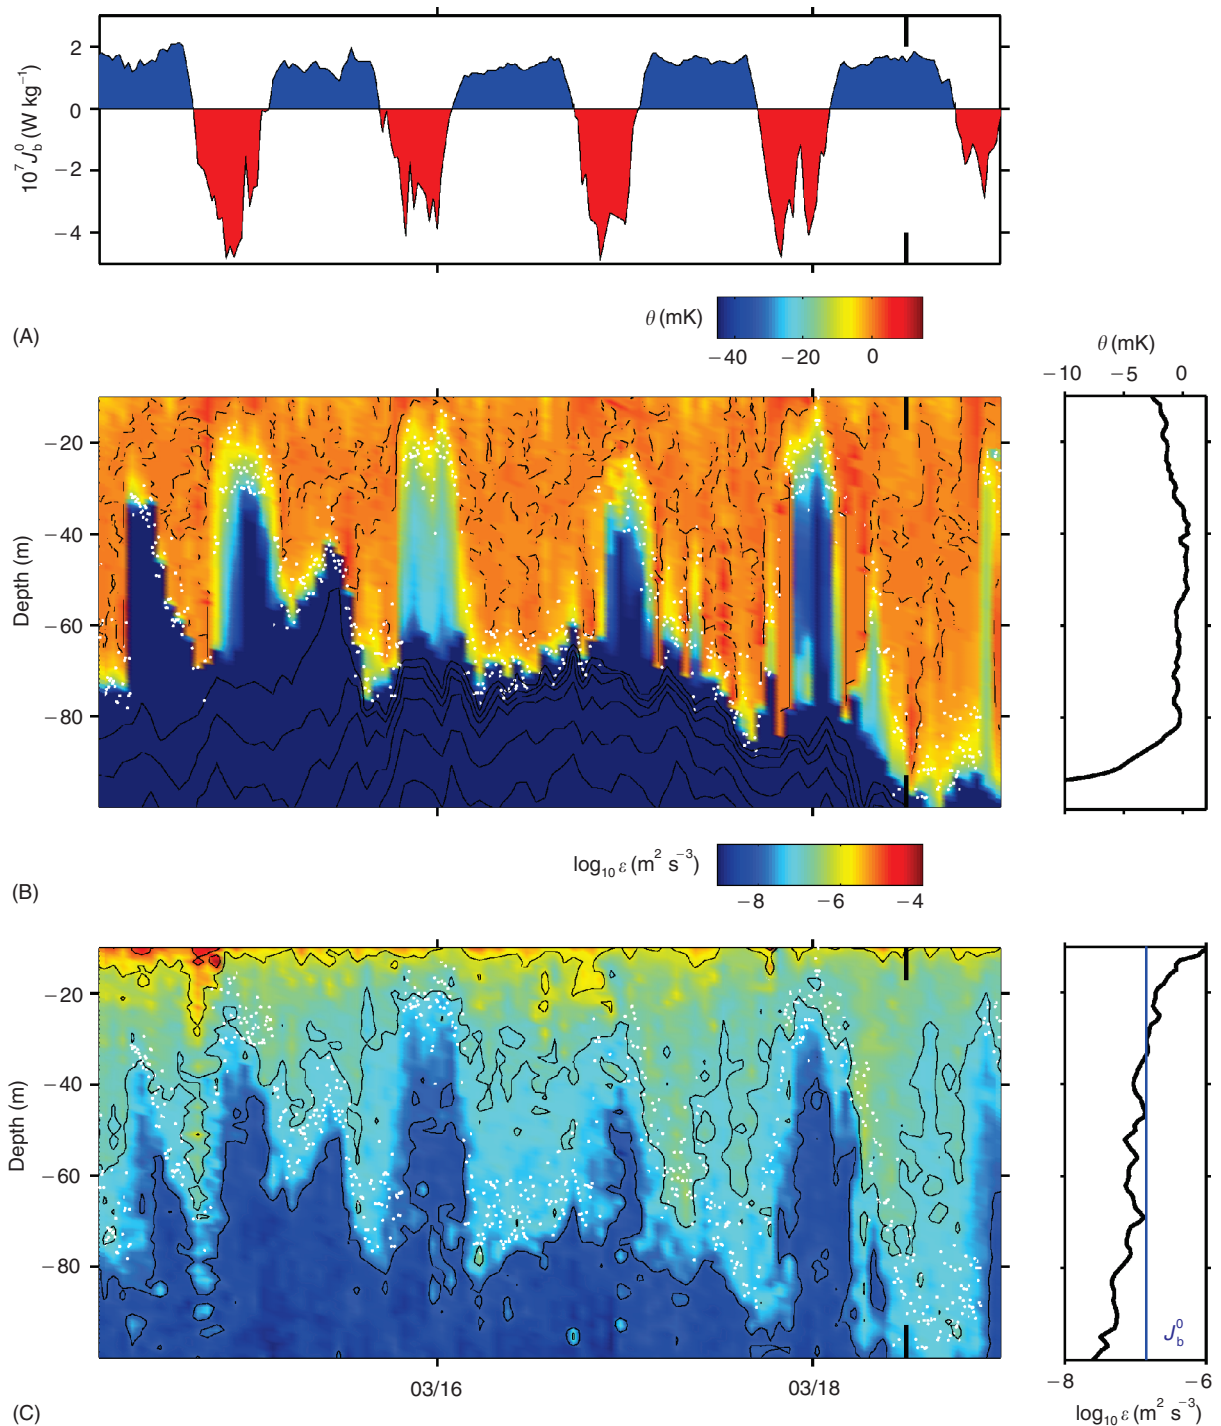 2
0
−2
−4
10⁷ J_b⁰ (W kg⁻¹)
(A)
θ (mK)
−40 −20 0
θ (mK)
−10 −5 0
−20
−40
−60
−80
Depth (m)
(B)
log₁₀ ε (m² s⁻³)
−8 −6 −4
−20
−40
−60
−80
Depth (m)
J_b⁰
03/16 03/18
−8 −6
log₁₀ ε (m² s⁻³)
(C)